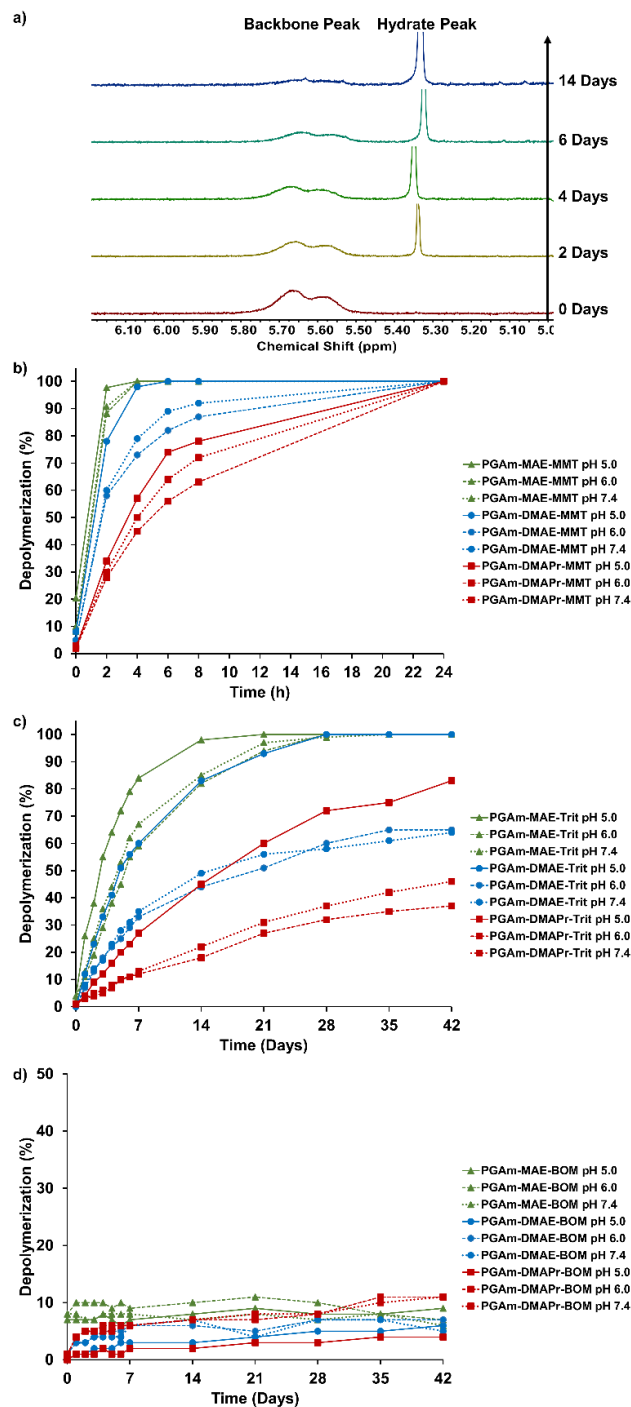 a)
Backbone Peak Hydrate Peak
14 Days
6 Days
4 Days
2 Days
0 Days
6.10 6.00 5.90 5.80 5.70 5.60 5.50 5.40 5.30 5.20 5.10 5.0
Chemical Shift (ppm)
b)
Depolymerization (%)
100
90
80
70
60
50
40
30
20
10
0
0 2 4 6 8 10 12 14 16 18 20 22 24
Time (h)
PGAm-MAE-MMT pH 5.0
PGAm-MAE-MMT pH 6.0
PGAm-MAE-MMT pH 7.4
PGAm-DMAE-MMT pH 5.0
PGAm-DMAE-MMT pH 6.0
PGAm-DMAE-MMT pH 7.4
PGAm-DMAPr-MMT pH 5.0
PGAm-DMAPr-MMT pH 6.0
PGAm-DMAPr-MMT pH 7.4
c)
Depolymerization (%)
100
90
80
70
60
50
40
30
20
10
0
0 7 14 21 28 35 42
Time (Days)
PGAm-MAE-Trit pH 5.0
PGAm-MAE-Trit pH 6.0
PGAm-MAE-Trit pH 7.4
PGAm-DMAE-Trit pH 5.0
PGAm-DMAE-Trit pH 6.0
PGAm-DMAE-Trit pH 7.4
PGAm-DMAPr-Trit pH 5.0
PGAm-DMAPr-Trit pH 6.0
PGAm-DMAPr-Trit pH 7.4
d)
Depolymerization (%)
50
40
30
20
10
0
0 7 14 21 28 35 42
Time (Days)
PGAm-MAE-BOM pH 5.0
PGAm-MAE-BOM pH 6.0
PGAm-MAE-BOM pH 7.4
PGAm-DMAE-BOM pH 5.0
PGAm-DMAE-BOM pH 6.0
PGAm-DMAE-BOM pH 7.4
PGAm-DMAPr-BOM pH 5.0
PGAm-DMAPr-BOM pH 6.0
PGAm-DMAPr-BOM pH 7.4